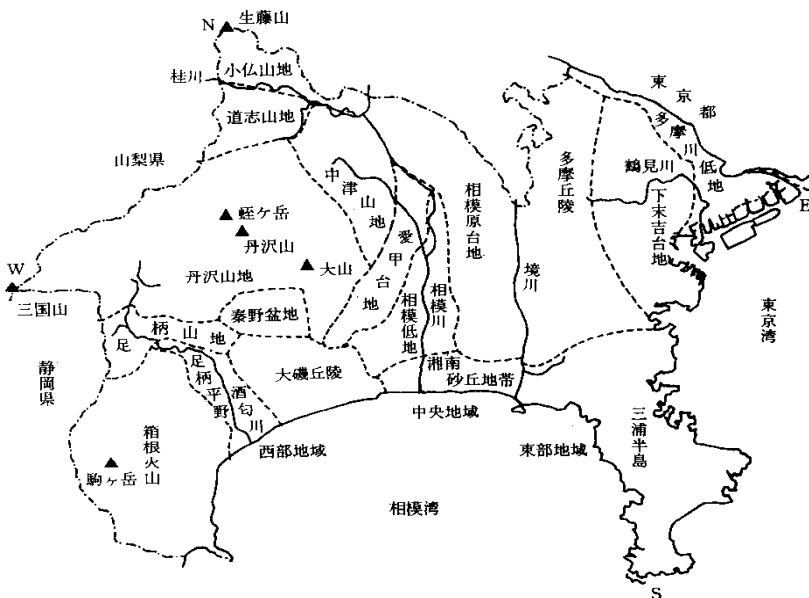 N
生藤山
小仏山地
桂川
道志山地
山梨県
中津山地
蛭ケ岳
丹沢山
大山
丹沢山地
W
三国山
愛甲台地
相模原台地
相模川
相模低地
境川
多摩丘陵
東京都
多摩川低地
鶴見川
下末吉台地
E
東京湾
秦野盆地
足柄山地
足柄平野
酒匂川
大磯丘陵
湘南
砂丘地帯
静岡県
箱根火山
駒ヶ岳
西部地域
中央地域
東部地域
三浦半島
相模湾
S